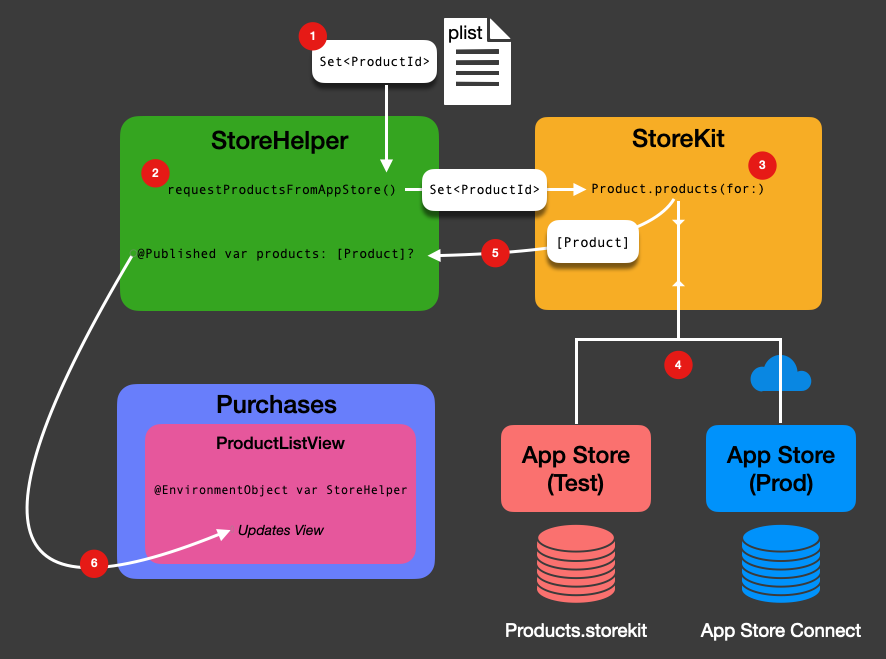 1
plist
Set<ProductId>
StoreHelper
StoreKit
2
3
requestProductsFromAppStore()
Set<ProductId>
Product.products(for:)
[Product]
5
@Published var products: [Product]?
4
Purchases
ProductListView
@EnvironmentObject var StoreHelper
Updates View
6
App Store
(Test)
App Store
(Prod)
Products.storekit
App Store Connect